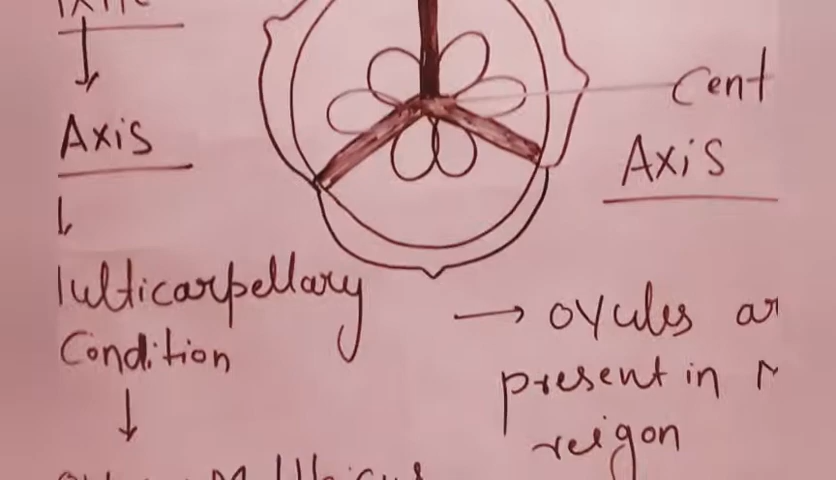 Axis
Cent
AXiS
Multicarpellary
Condition
→ ovules ar
present in
reigon